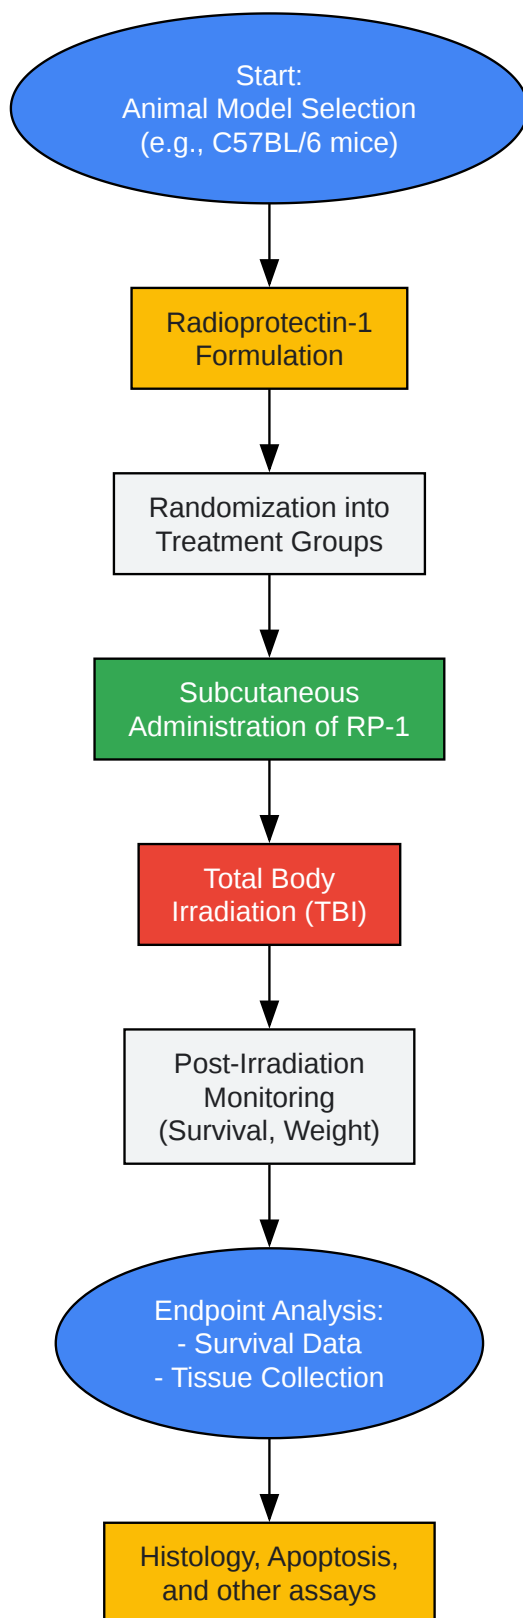 Start:
Animal Model Selection
(e.g., C57BL/6 mice)
Radioprotectin-1
Formulation
Randomization into
Treatment Groups
Subcutaneous
Administration of RP-1
Total Body
Irradiation (TBI)
Post-Irradiation
Monitoring
(Survival, Weight)
Endpoint Analysis:
- Survival Data
- Tissue Collection
Histology, Apoptosis,
and other assays